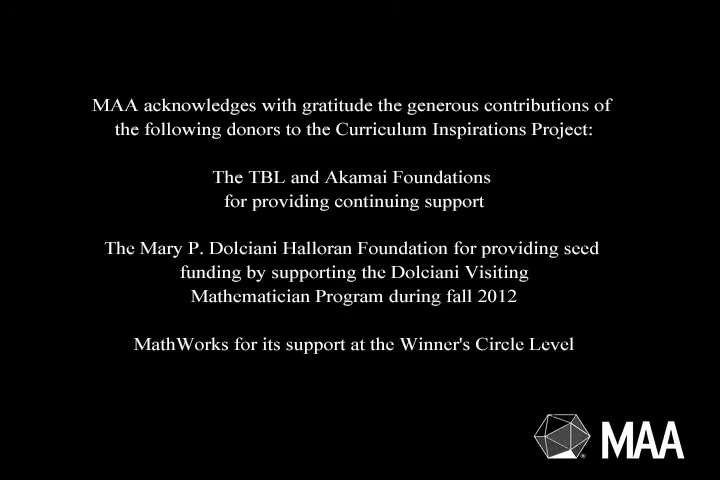 MAA acknowledges with gratitude the generous contributions of
the following donors to the Curriculum Inspirations Project:
The TBL and Akamai Foundations
for providing continuing support
The Mary P. Dolciani Halloran Foundation for providing seed
funding by supporting the Dolciani Visiting
Mathematician Program during fall 2012
MathWorks for its support at the Winner's Circle Level
MAA